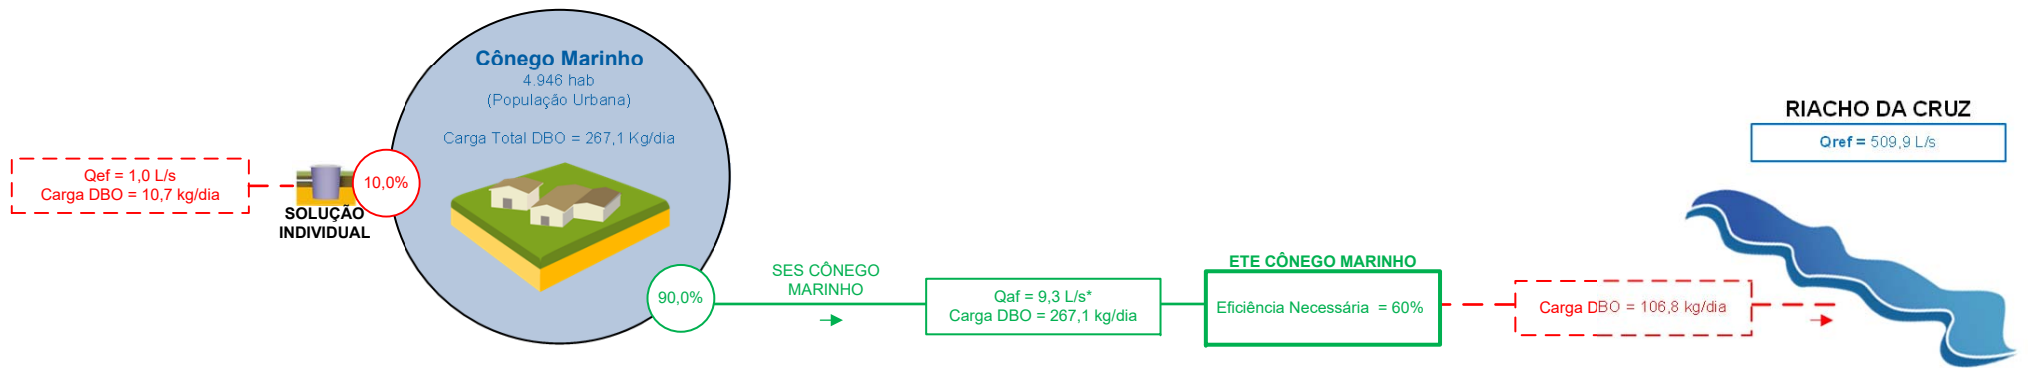 Cônego Marinho
4.946 hab
(População Urbana)
Carga Total DBO = 267,1 Kg/dia
Qef = 1,0 L/s
Carga DBO = 10,7 kg/dia
SOLUÇÃO
INDIVIDUAL
10,0%
90,0%
SES CÔNEGO
MARINHO
Qaf = 9,3 L/s*
Carga DBO = 267,1 kg/dia
ETE CÔNEGO MARINHO
Eficiência Necessária = 60%
Carga DBO = 106,8 kg/dia
RIACHO DA CRUZ
Qref = 509,9 L/s